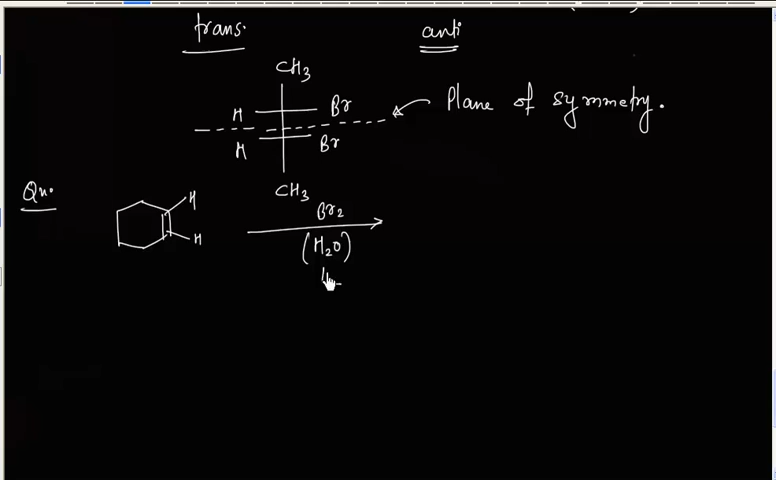 trans.
anti
CH3
H Br
Plane of symmetry.
H Br
CH3
Qn.
H
H
Br2
(H2O)